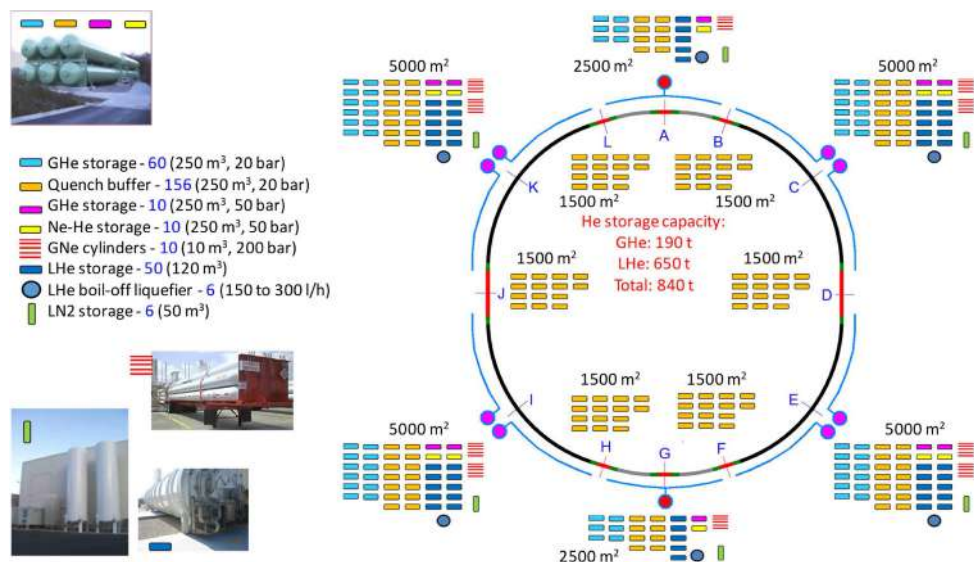 GHe storage - 60 (250 m³, 20 bar)
Quench buffer - 156 (250 m³, 20 bar)
GHe storage - 10 (250 m³, 50 bar)
Ne-He storage - 10 (250 m³, 50 bar)
GNe cylinders - 10 (10 m³, 200 bar)
LHe storage - 50 (120 m³)
LHe boil-off liquefier - 6 (150 to 300 l/h)
LN2 storage - 6 (50 m³)
2500 m²
5000 m²
5000 m²
L
A
B
K
C
1500 m²
1500 m²
He storage capacity:
GHe: 190 t
LHe: 650 t
Total: 840 t
1500 m²
1500 m²
J
D
1500 m²
1500 m²
I
E
H
G
F
5000 m²
5000 m²
2500 m²